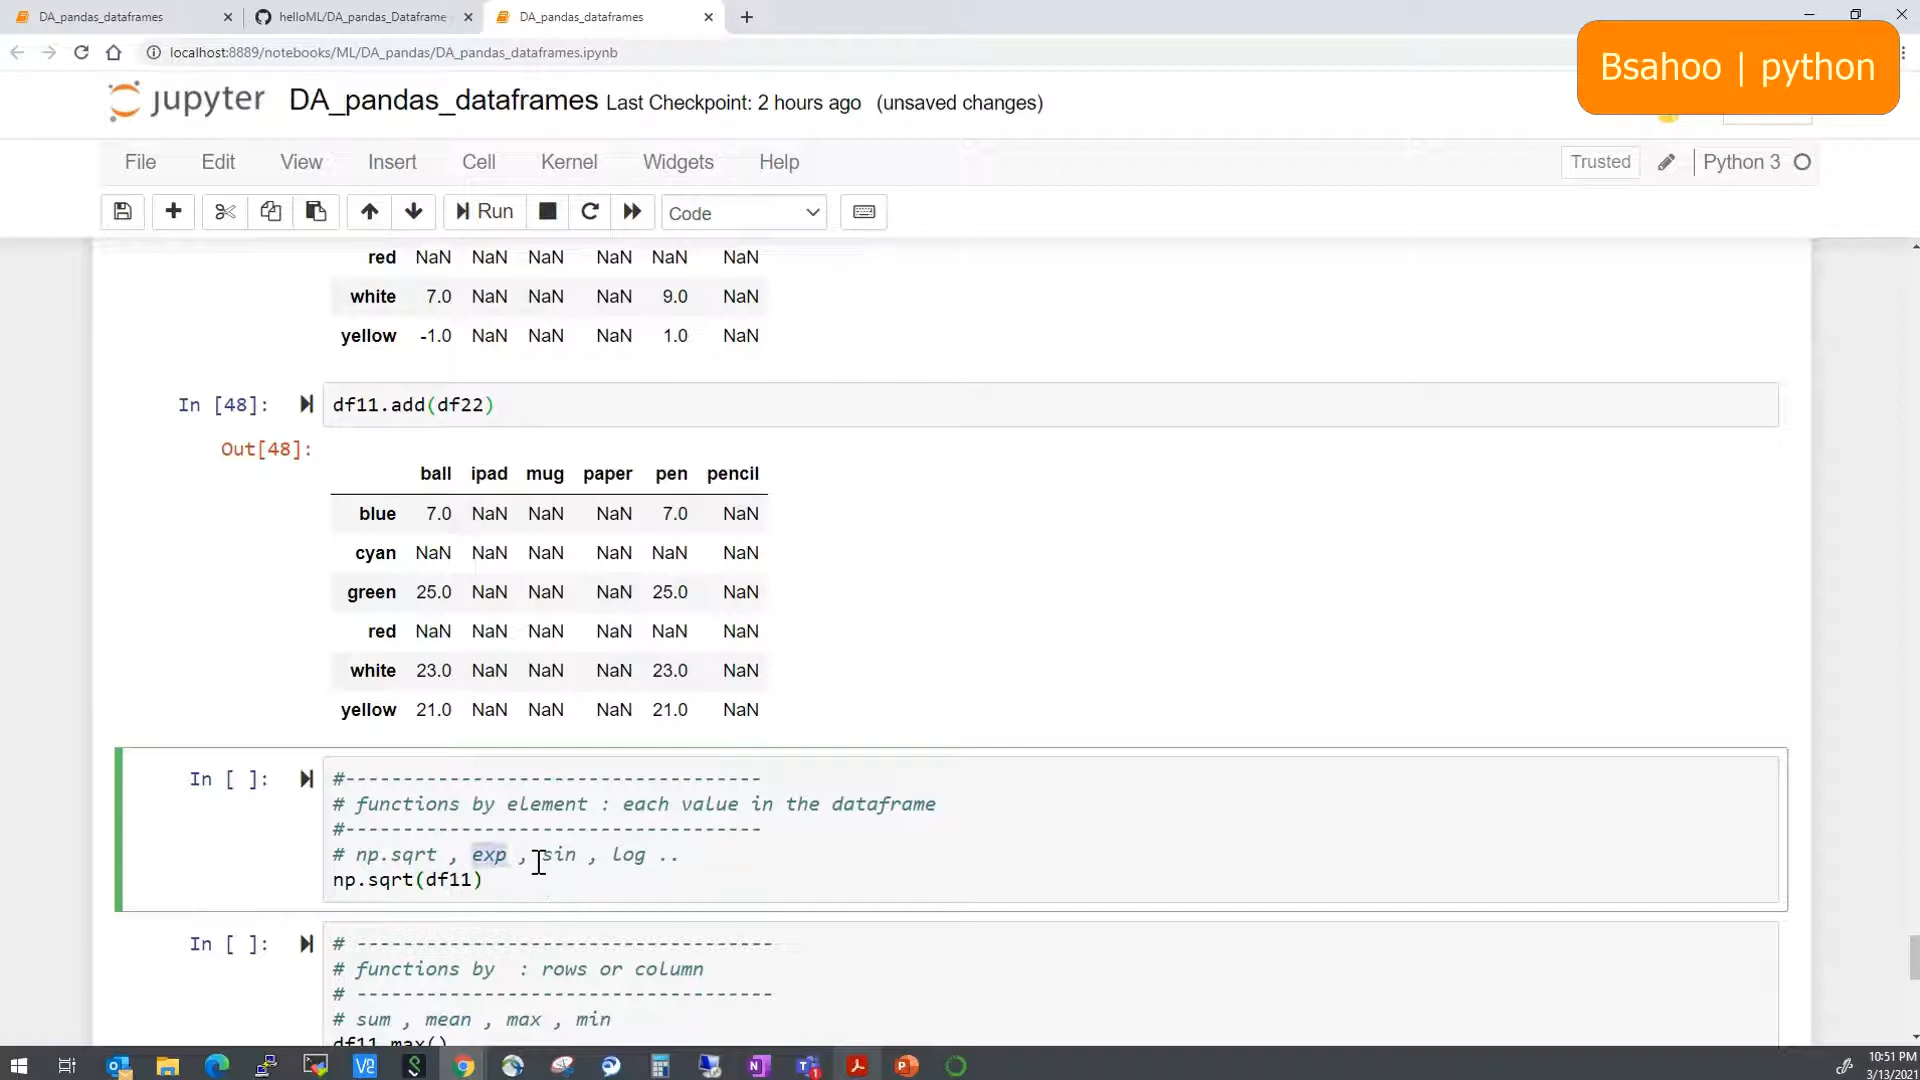 DA_pandas_dataframes
helloML/DA_pandas_Dataframe
DA_pandas_dataframes
localhost:8889/notebooks/ML/DA_pandas/DA_pandas_dataframes.ipynb
Bsahoo | python
jupyter DA_pandas_dataframes Last Checkpoint: 2 hours ago (unsaved changes)
File Edit View Insert Cell Kernel Widgets Help Trusted Python 3
Run Code
red NaN NaN NaN NaN NaN NaN
white 7.0 NaN NaN NaN 9.0 NaN
yellow -1.0 NaN NaN NaN 1.0 NaN
In [48]: df11.add(df22)
Out[48]:
ball ipad mug paper pen pencil
blue 7.0 NaN NaN NaN 7.0 NaN
cyan NaN NaN NaN NaN NaN NaN
green 25.0 NaN NaN NaN 25.0 NaN
red NaN NaN NaN NaN NaN NaN
white 23.0 NaN NaN NaN 23.0 NaN
yellow 21.0 NaN NaN NaN 21.0 NaN
In [ ]: #------------------------------------
# functions by element : each value in the dataframe
#------------------------------------
# np.sqrt , exp , sin , log ..
np.sqrt(df11)
In [ ]: # ------------------------------------
# functions by  : rows or column
# ------------------------------------
# sum , mean , max , min
df11.max()
10:51 PM
3/13/2021